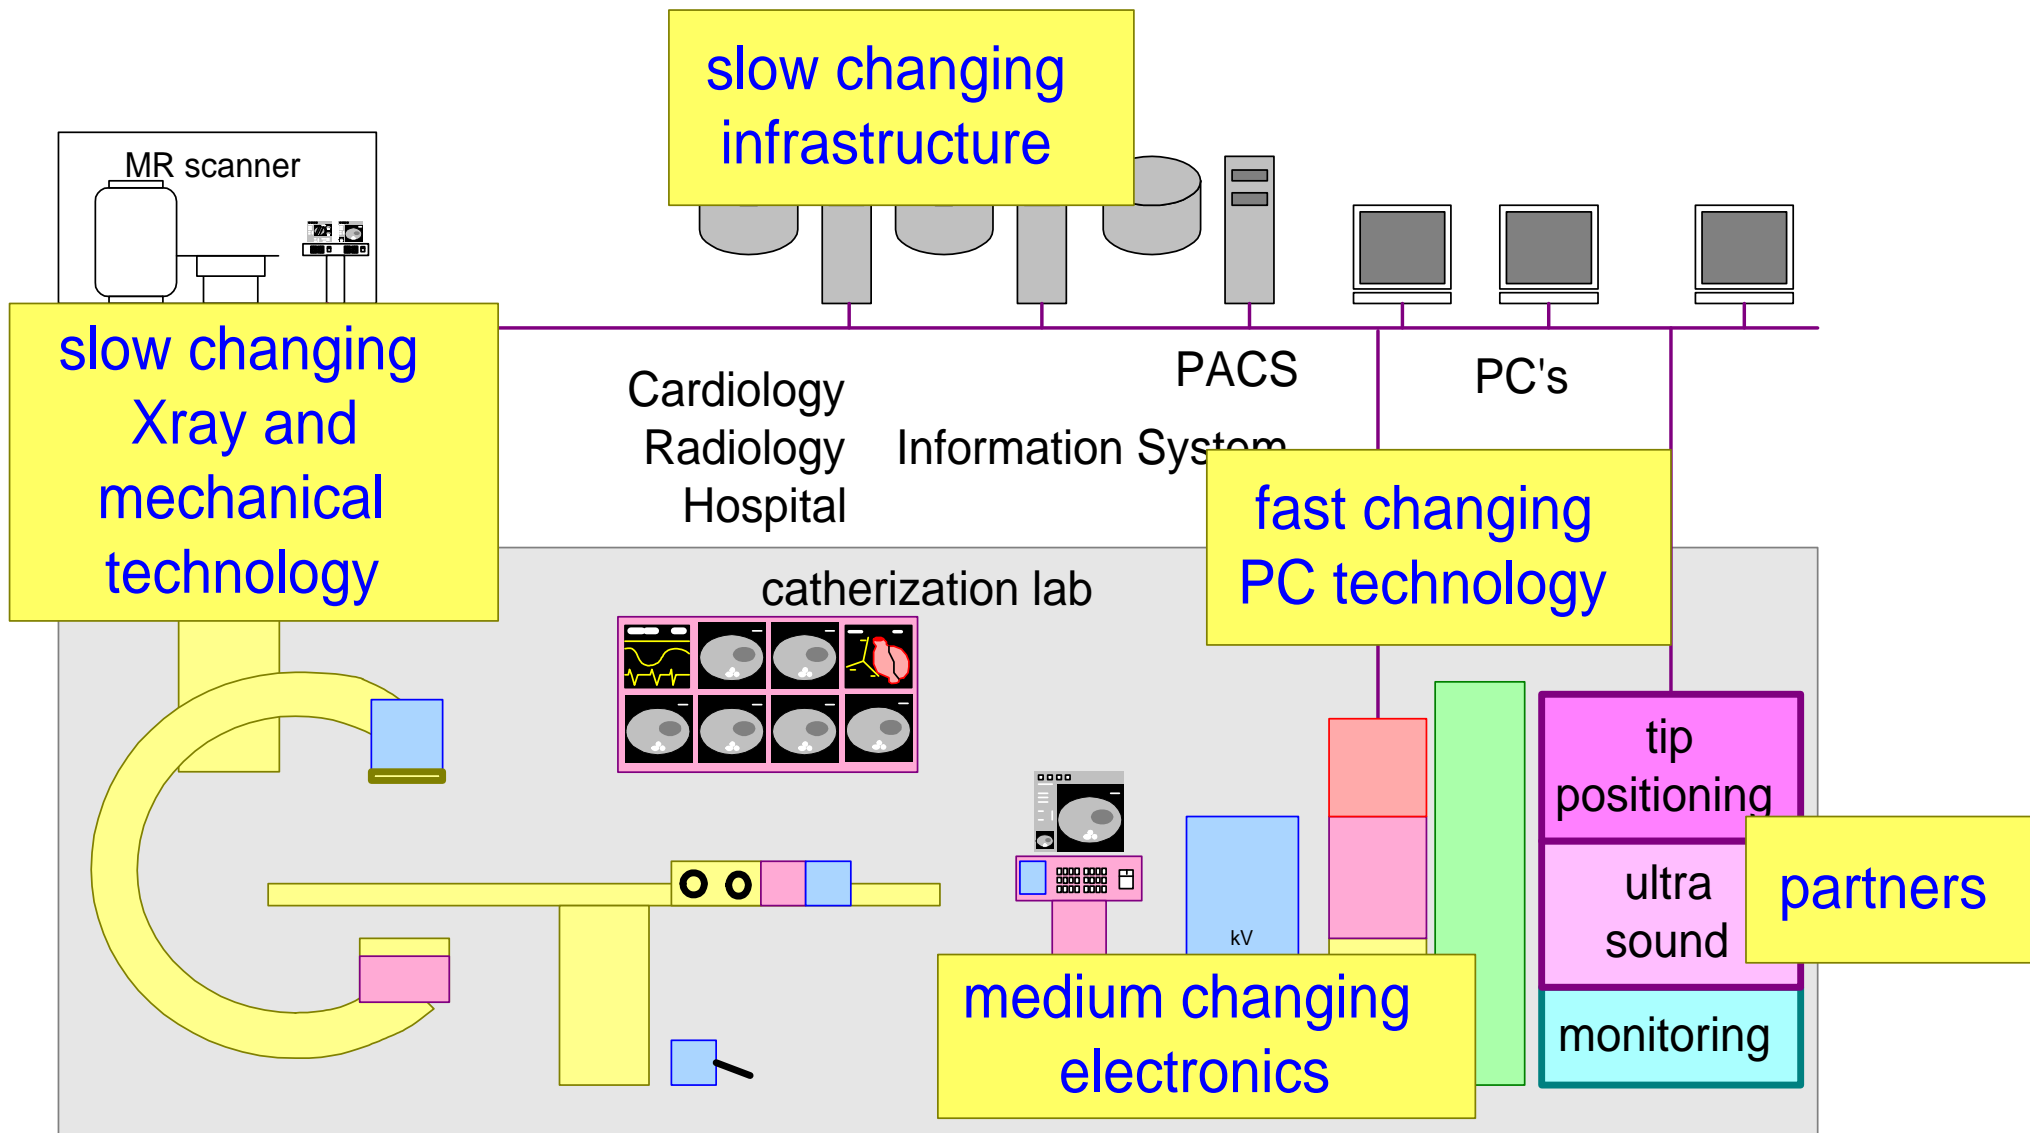 slow changing
infrastructure
MR scanner
slow changing
Xray and
mechanical
technology
PACS
PC's
Cardiology
Radiology
Hospital
Information System
fast changing
PC technology
catherization lab
tip
positioning
ultra
sound
partners
monitoring
kV
medium changing
electronics